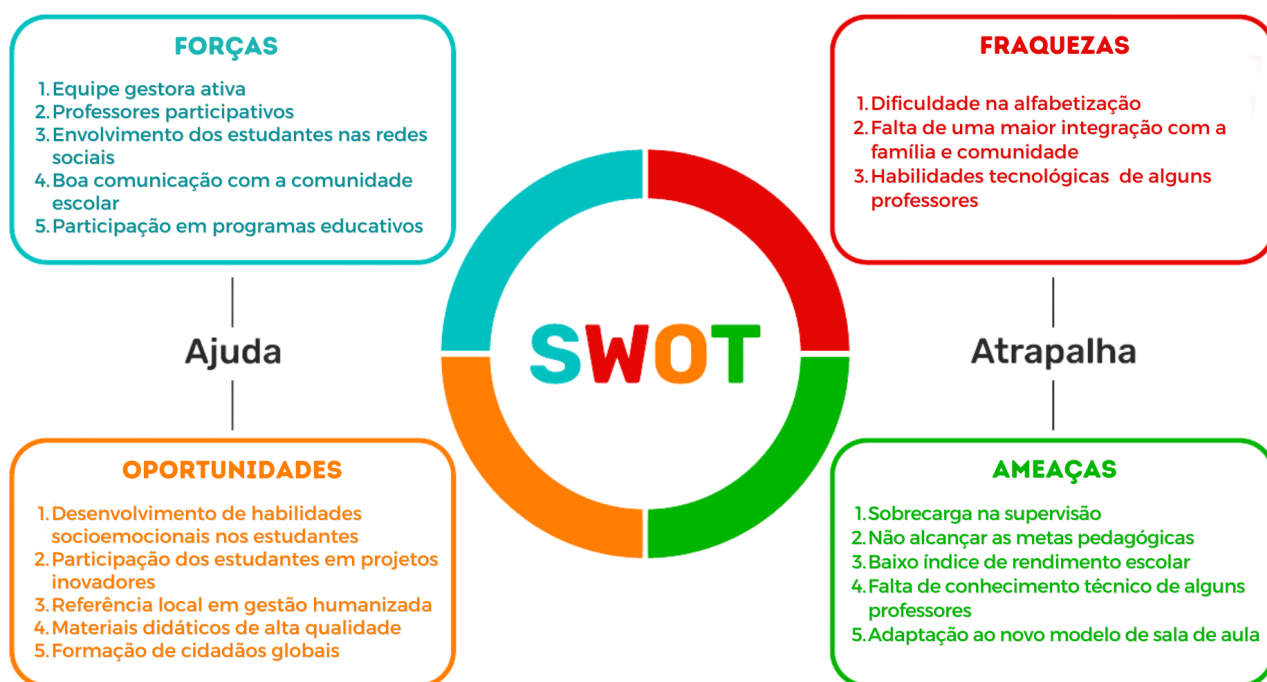 FORÇAS
1. Equipe gestora ativa
2. Professores participativos
3. Envolvimento dos estudantes nas redes
sociais
4. Boa comunicação com a comunidade
escolar
5. Participação em programas educativos
FRAQUEZAS
1. Dificuldade na alfabetização
2. Falta de uma maior integração com a
família e comunidade
3. Habilidades tecnológicas de alguns
professores
Ajuda
SWOT
Atrapalha
OPORTUNIDADES
1. Desenvolvimento de habilidades
socioemocionais nos estudantes
2. Participação dos estudantes em projetos
inovadores
3. Referência local em gestão humanizada
4. Materiais didáticos de alta qualidade
5. Formação de cidadãos globais
AMEAÇAS
1. Sobrecarga na supervisão
2. Não alcançar as metas pedagógicas
3. Baixo índice de rendimento escolar
4. Falta de conhecimento técnico de alguns
professores
5. Adaptação ao novo modelo de sala de aula